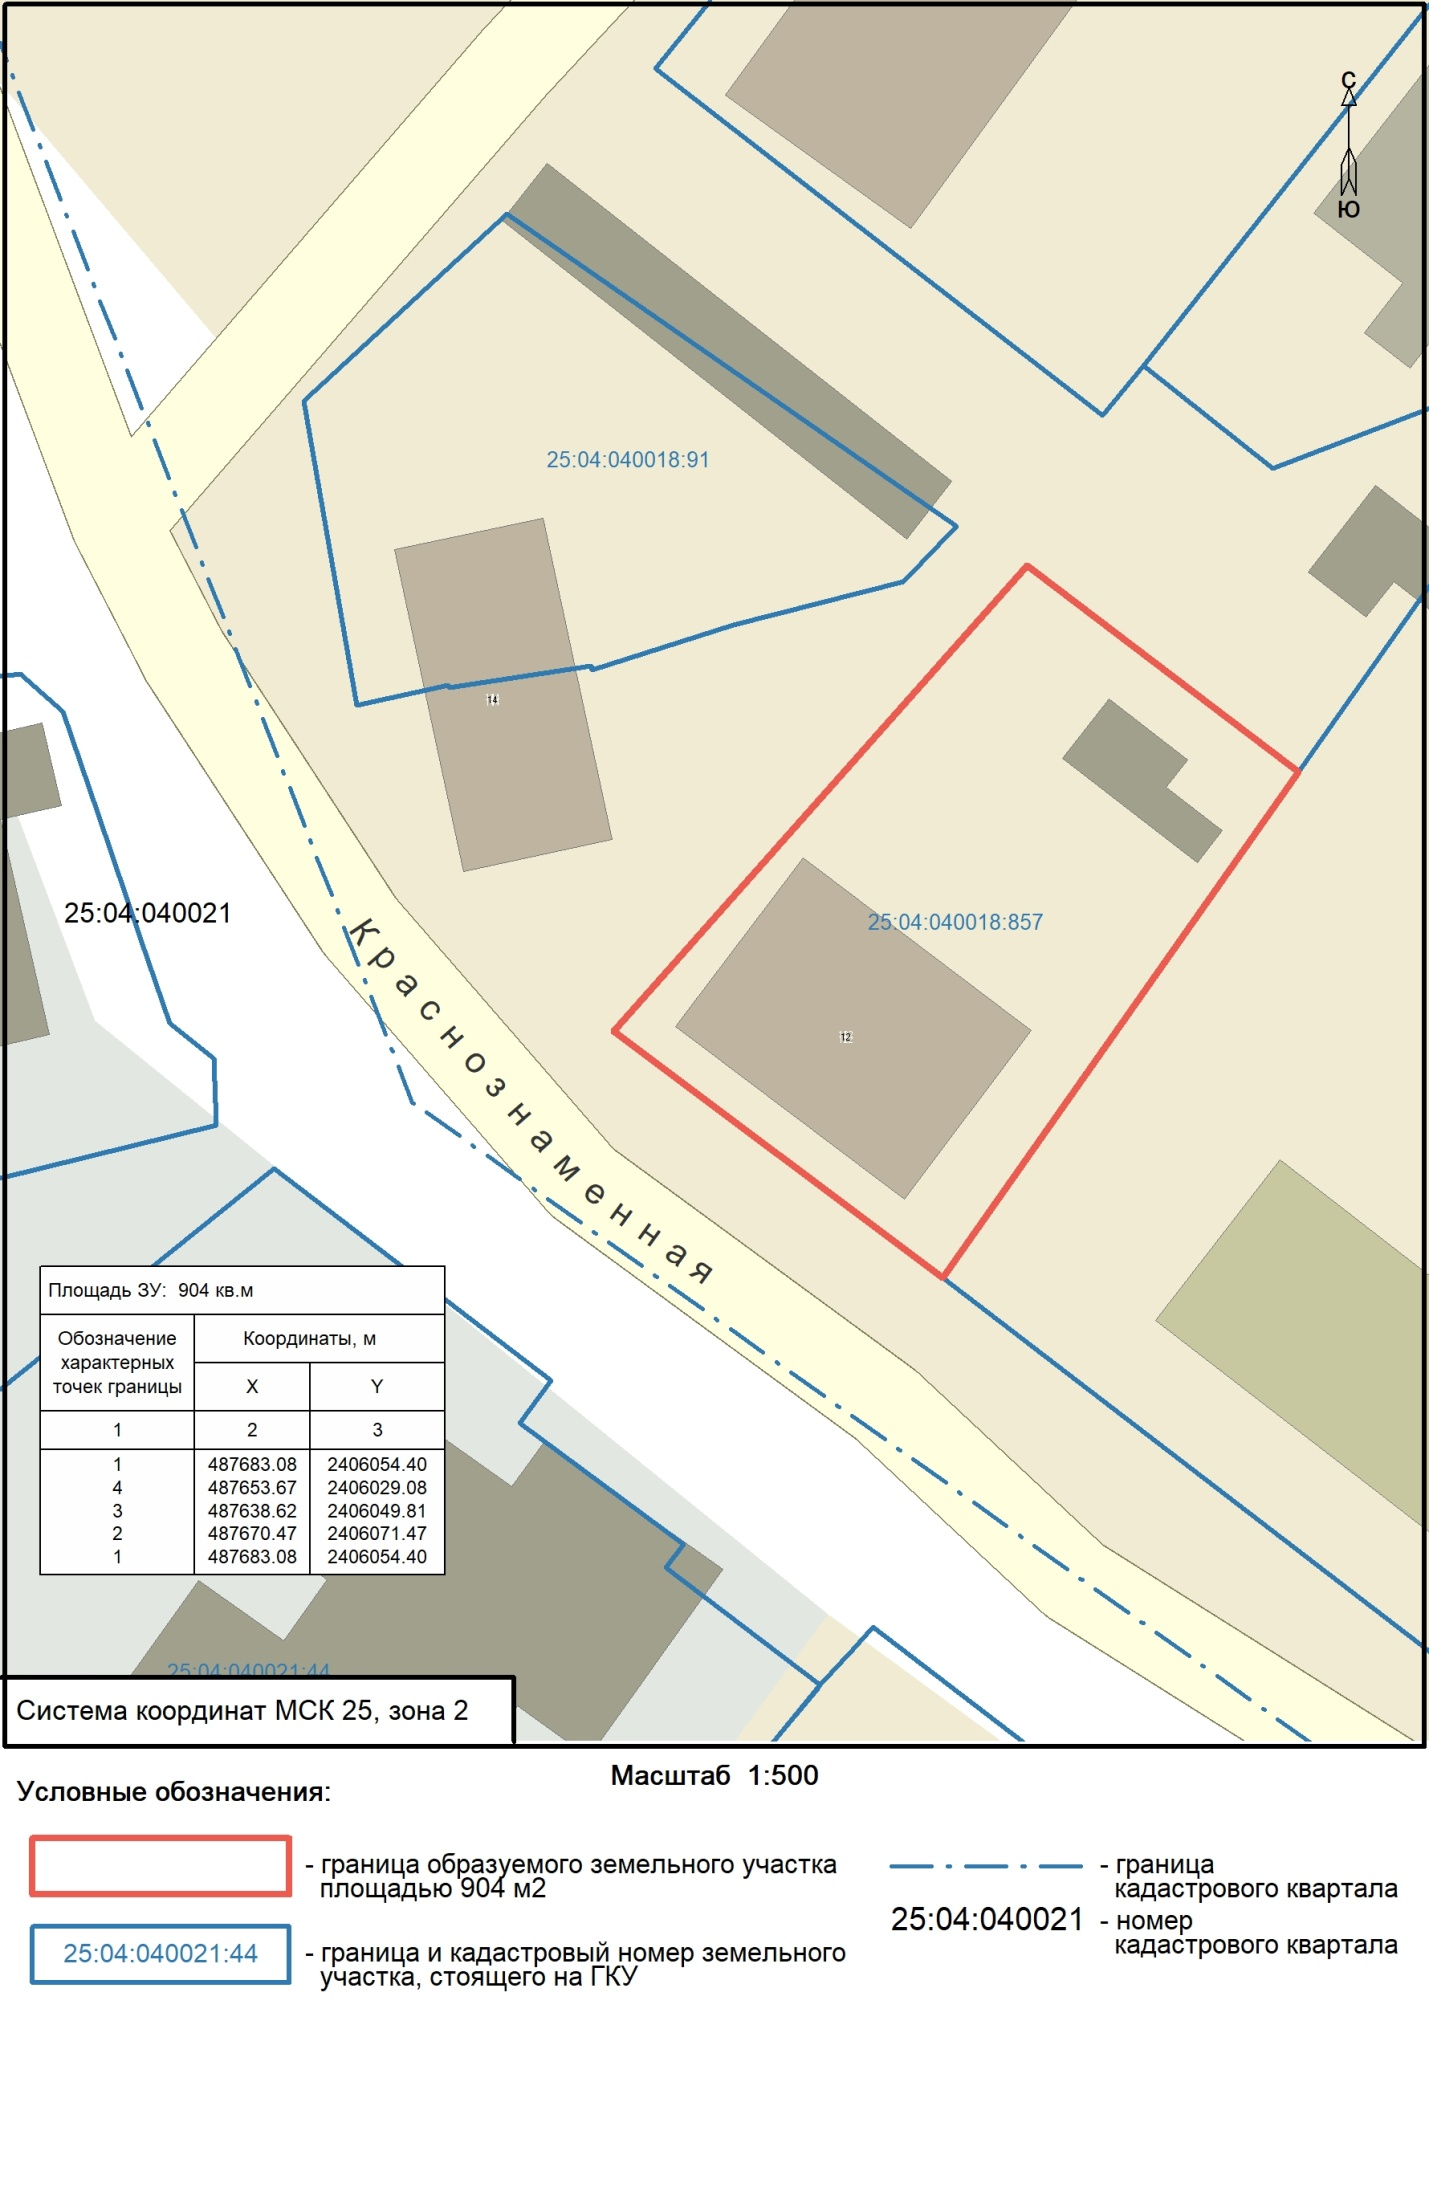 С
Ю
25:04:040018:91
14
25:04:040021
25:04:040018:857
12
Краснознаменная
Площадь ЗУ: 904 кв.м
Обозначение характерных точек границы
Координаты, м
X Y
1 2 3
1 487683.08 2406054.40
4 487653.67 2406029.08
3 487638.62 2406049.81
2 487670.47 2406071.47
1 487683.08 2406054.40
25:04:040021:44
Система координат МСК 25, зона 2
Масштаб 1:500
Условные обозначения:
- граница образуемого земельного участка
площадью 904 м2
25:04:040021:44
- граница и кадастровый номер земельного
участка, стоящего на ГКУ
- граница
кадастрового квартала
25:04:040021
- номер
кадастрового квартала